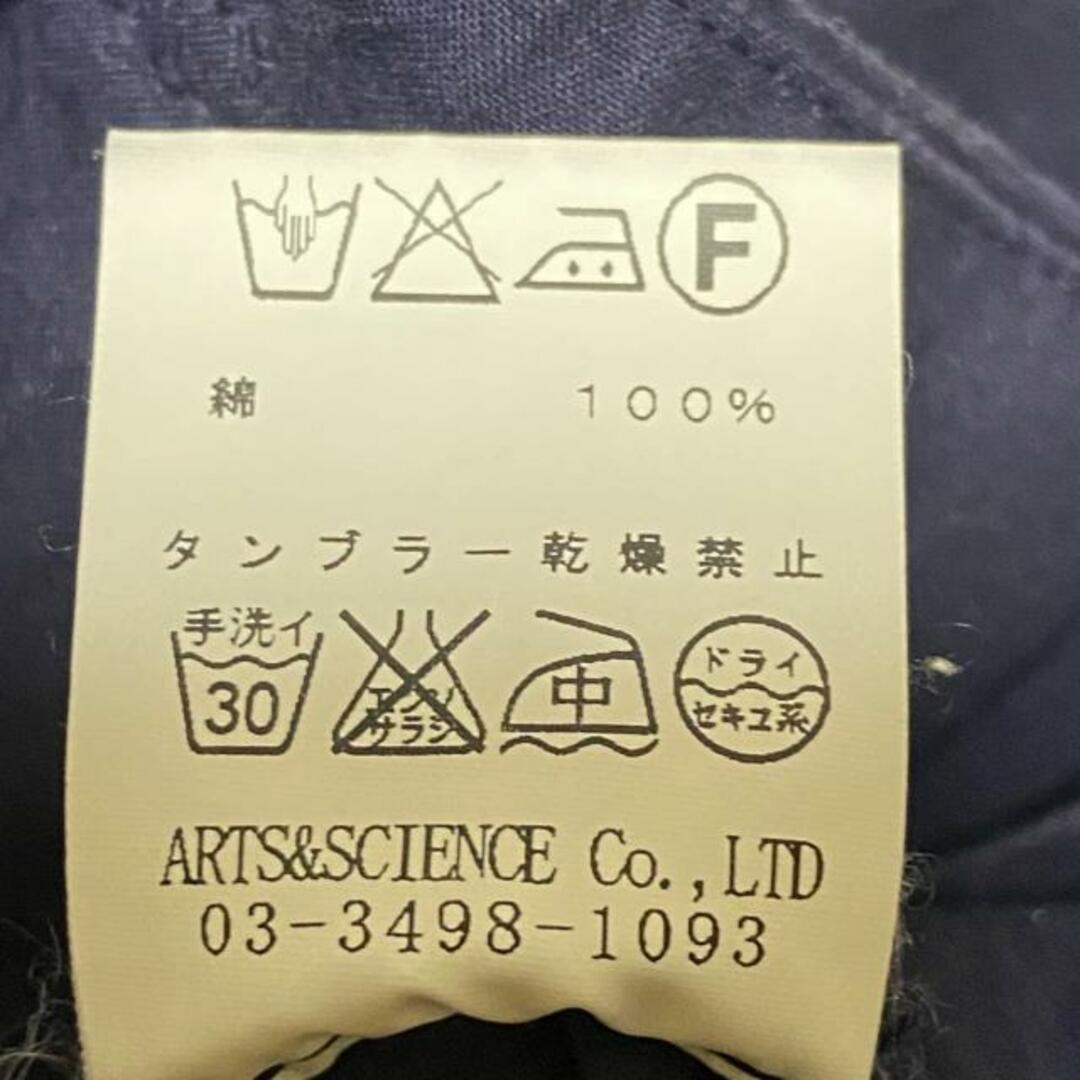 F
綿 100%
タンブラー乾燥禁止
手洗イ
30
エンソ
サラシ
中
ドライ
セキユ系
ARTS&SCIENCE Co.,LTD
03-3498-1093